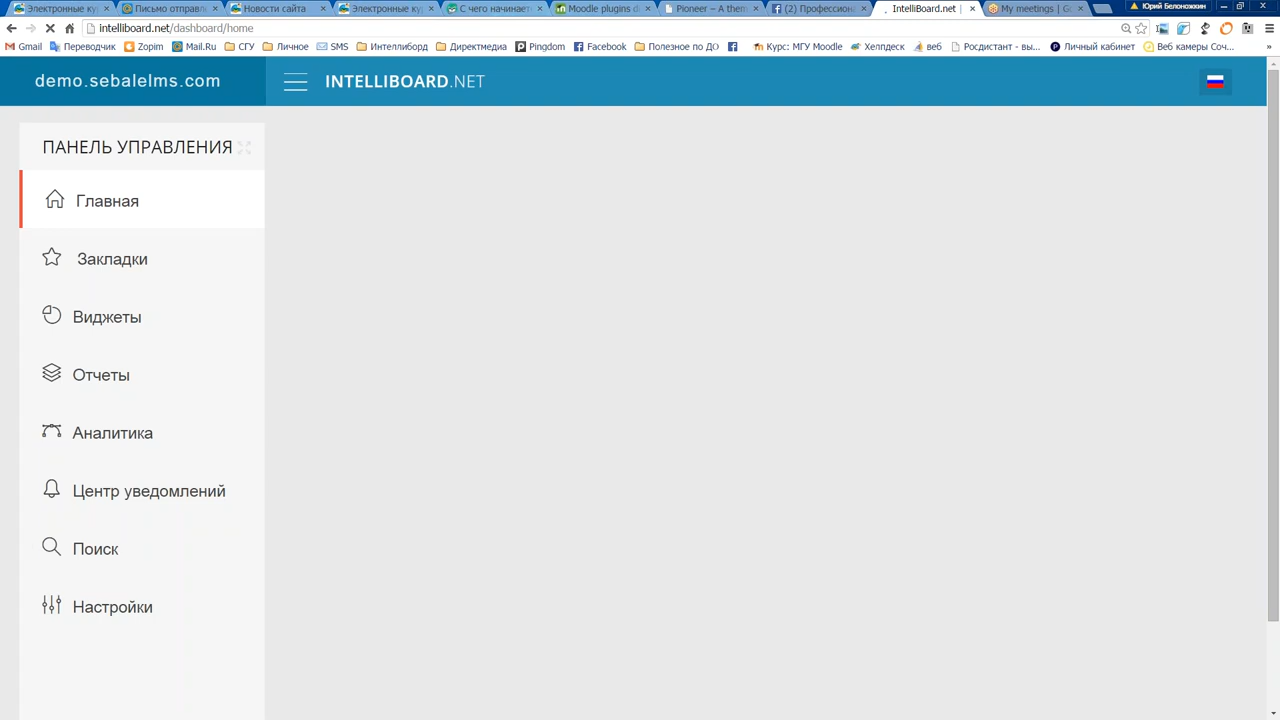 Электронные ку
Письмо отправл
Новости сайта
Электронные ку
С чего начинает
Moodle plugins d
Pioneer – A them
(2) Профессиона
IntelliBoard.net
My meetings | Go
Юрий Белоножкин
intelliboard.net/dashboard/home
Gmail
Переводчик
Zopim
Mail.Ru
СГУ
Личное
SMS
Интеллиборд
Директмедиа
Pingdom
Facebook
Полезное по ДО
Курс: МГУ Moodle
Хелпдеск
веб
Росдистант - вы...
Личный кабинет
Веб камеры Соч...
demo.sebalelms.com
INTELLIBOARD.NET
ПАНЕЛЬ УПРАВЛЕНИЯ
Главная
Закладки
Виджеты
Отчеты
Аналитика
Центр уведомлений
Поиск
Настройки